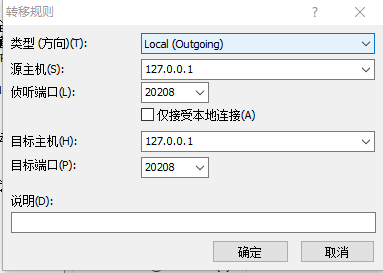 转移规则
类型 (方向)(T): Local (Outgoing)
源主机(S): 127.0.0.1
侦听端口(L): 20208
仅接受本地连接(A)
目标主机(H): 127.0.0.1
目标端口(P): 20208
说明(D):
确定 取消